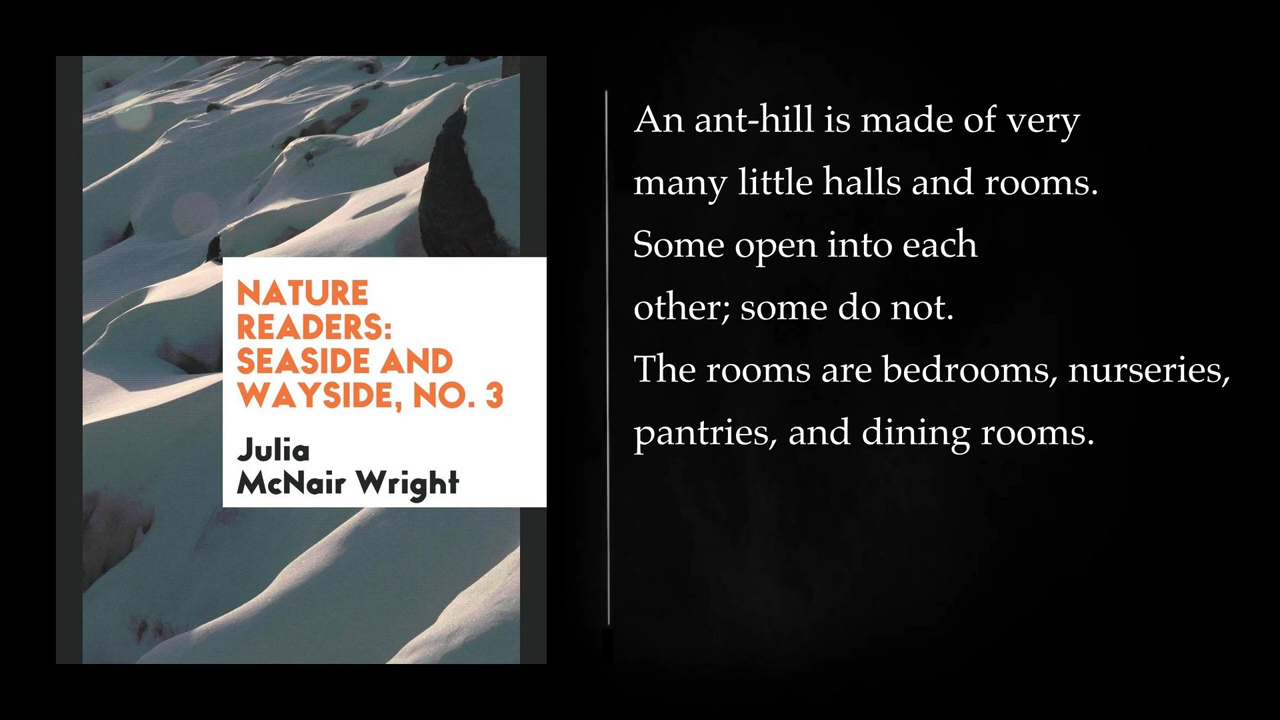 NATURE
READERS:
SEASIDE AND
WAYSIDE, NO. 3
Julia
McNair Wright
An ant-hill is made of very
many little halls and rooms.
Some open into each
other; some do not.
The rooms are bedrooms, nurseries,
pantries, and dining rooms.